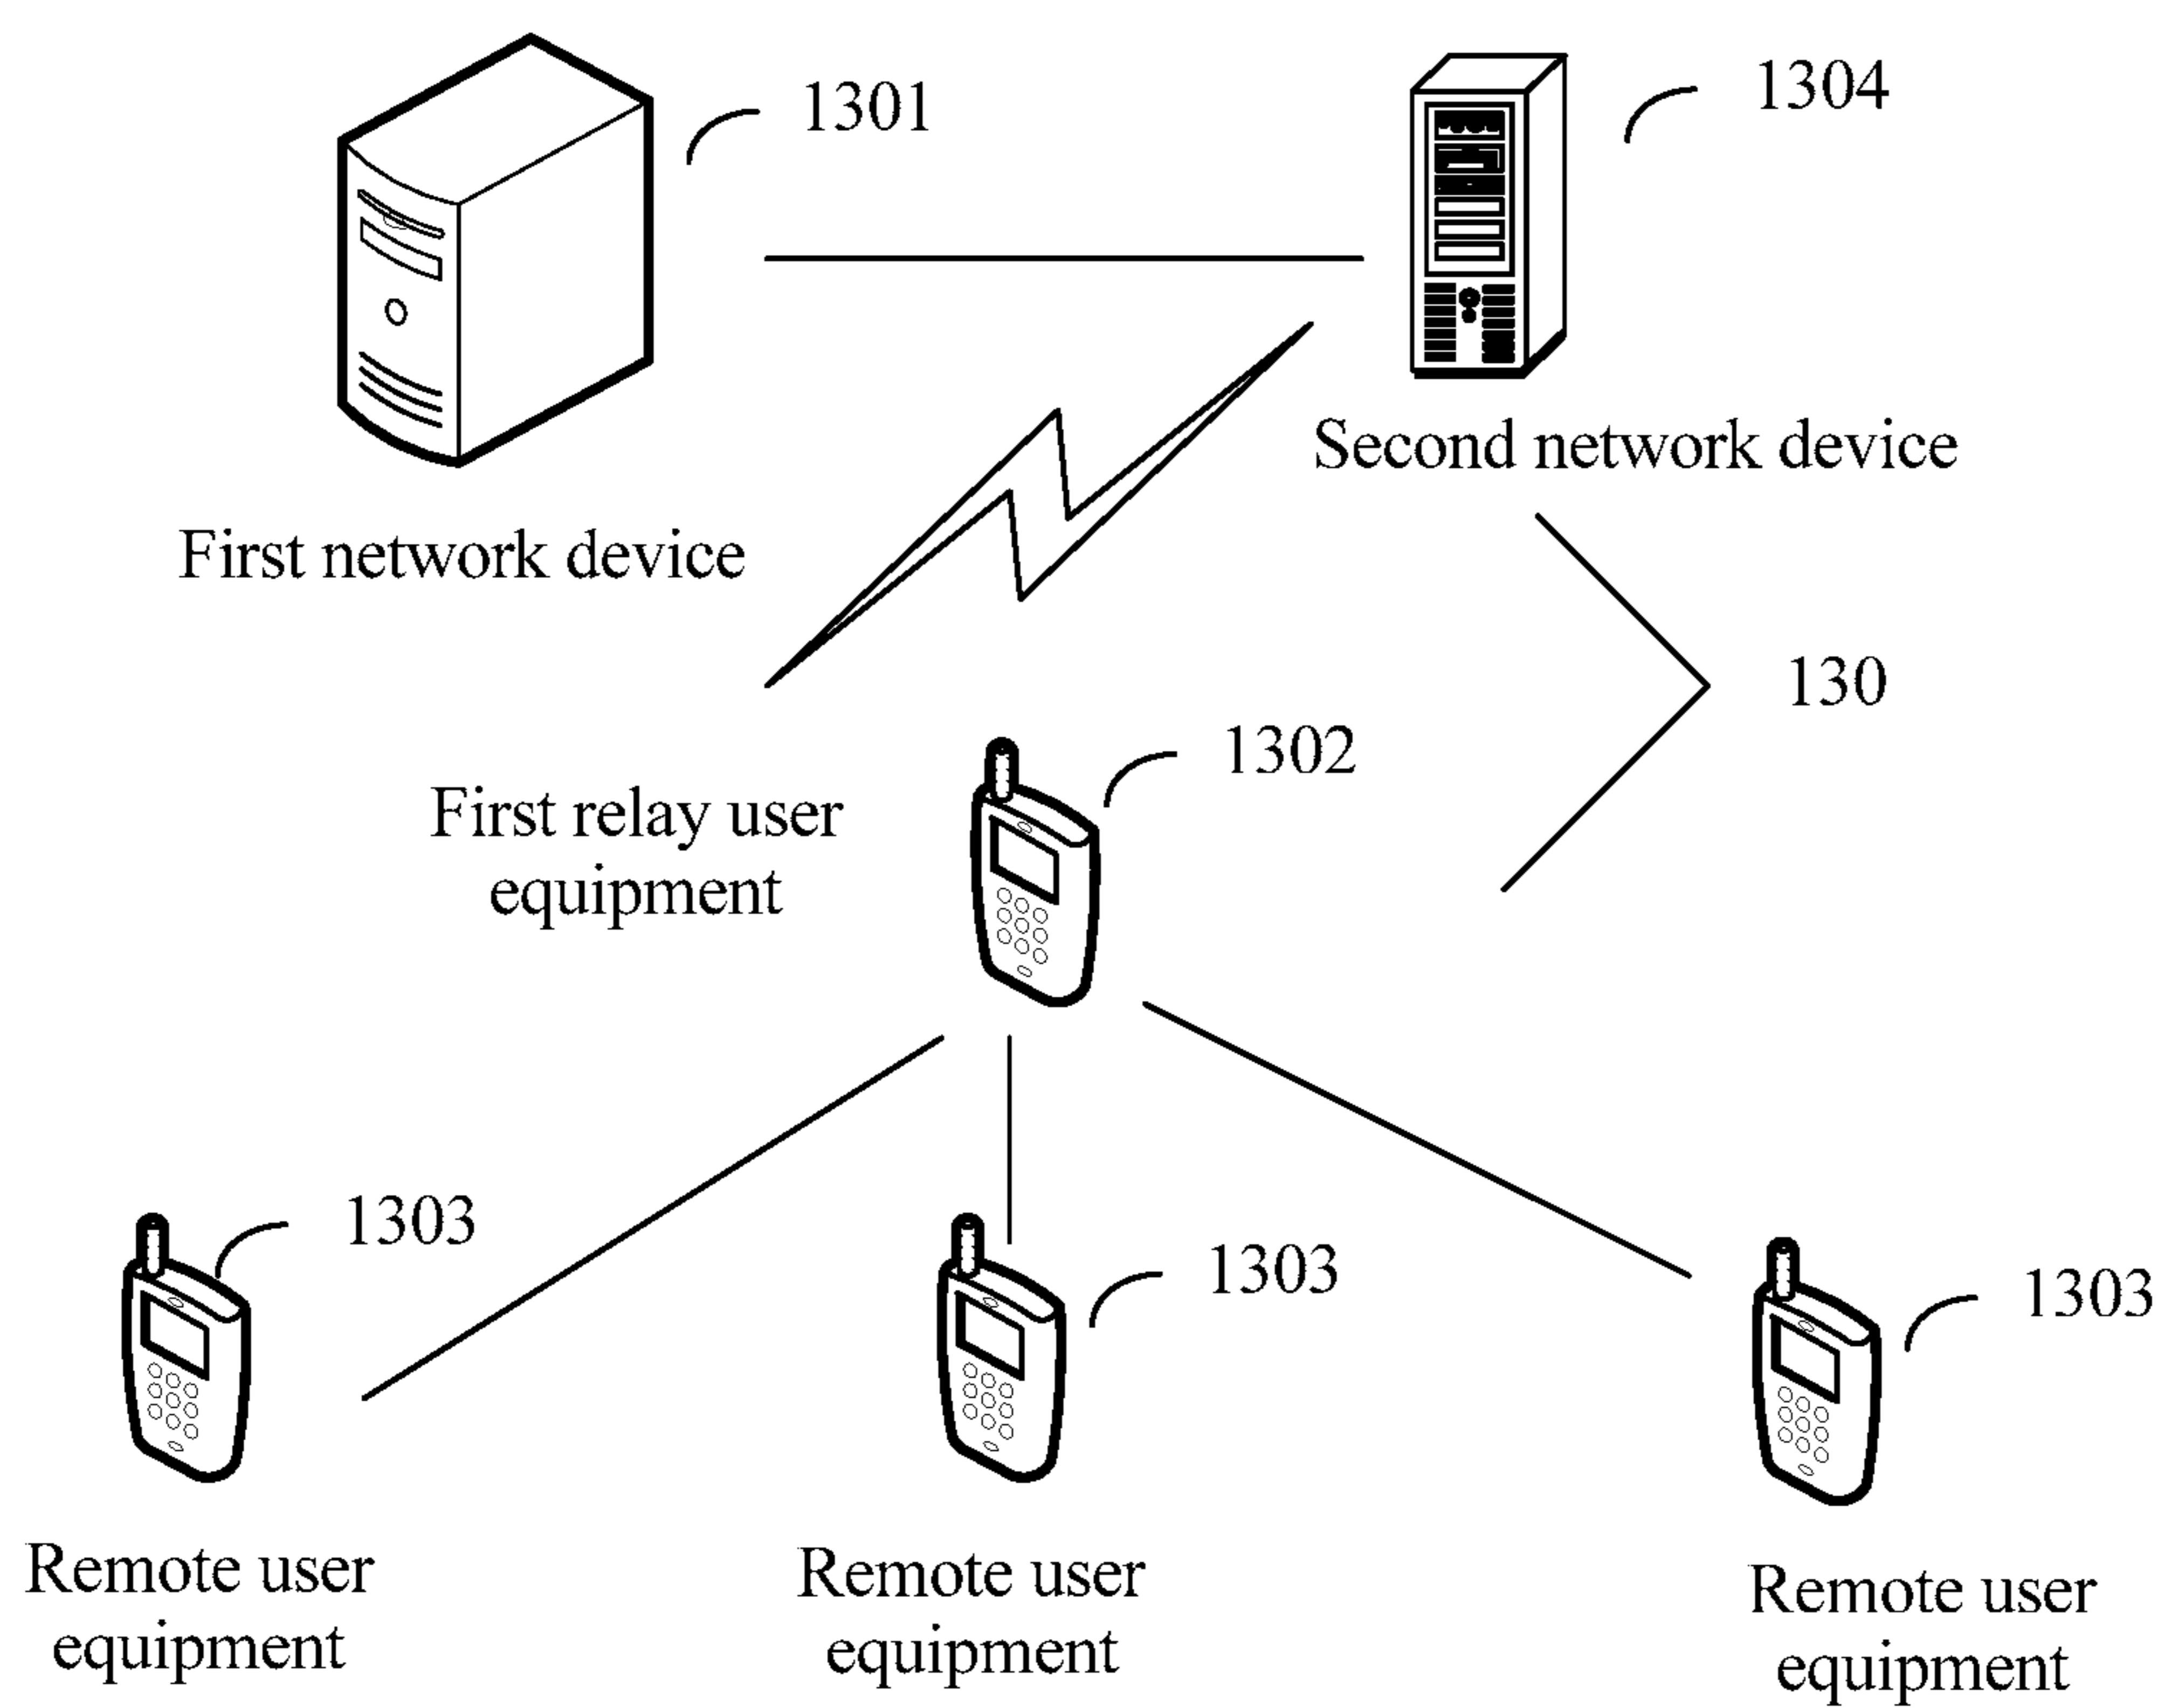 1301
1304
Second network device
First network device
130
1302
First relay user
equipment
1303
1303
1303
Remote user
equipment
Remote user
equipment
Remote user
equipment